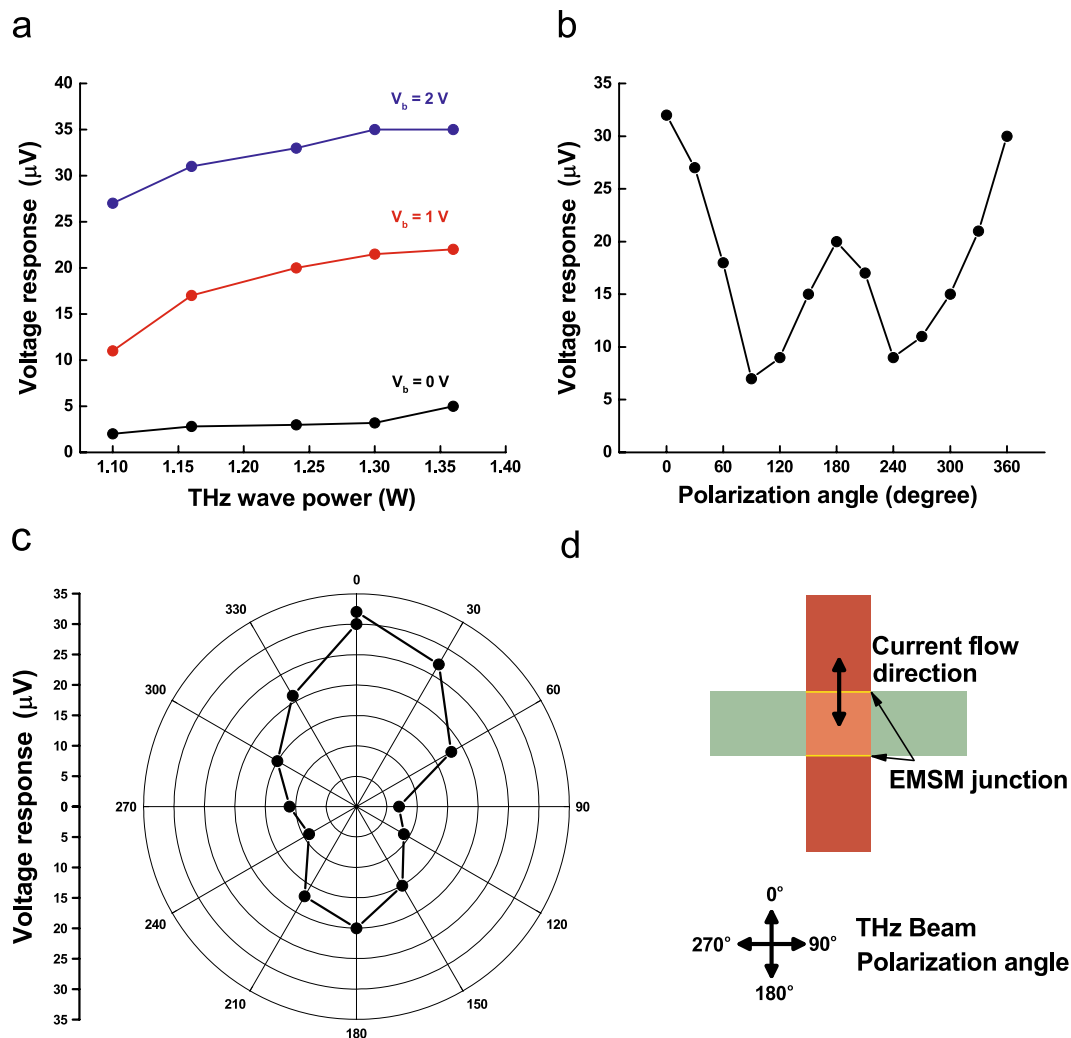 a
Voltage response (μV)
40
35
30
25
20
15
10
5
0
V_b = 2 V
V_b = 1 V
V_b = 0 V
1.10 1.15 1.20 1.25 1.30 1.35 1.40
THz wave power (W)
b
Voltage response (μV)
35
30
25
20
15
10
5
0
0 60 120 180 240 300 360
Polarization angle (degree)
c
Voltage response (μV)
35
30
25
20
15
10
5
0
5
10
15
20
25
30
35
0
30
60
90
120
150
180
210
240
270
300
330
d
Current flow
direction
EMSM junction
0°
270° 90°
180°
THz Beam
Polarization angle